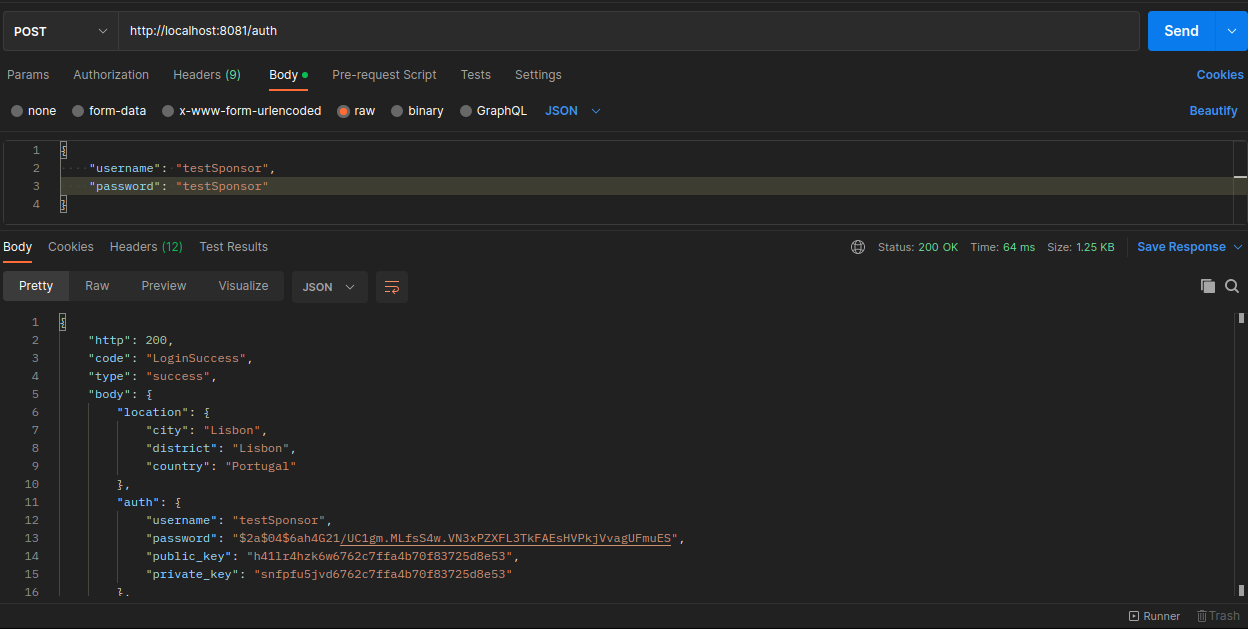 POST http://localhost:8081/auth Send
Params Authorization Headers (9) Body Pre-request Script Tests Settings Cookies
none form-data x-www-form-urlencoded raw binary GraphQL JSON Beautify
1 {
2 "username": "testSponsor",
3 "password": "testSponsor"
4 }
Body Cookies Headers (12) Test Results Status: 200 OK Time: 64 ms Size: 1.25 KB Save Response
Pretty Raw Preview Visualize JSON
1 {
2 "http": 200,
3 "code": "LoginSuccess",
4 "type": "success",
5 "body": {
6 "location": {
7 "city": "Lisbon",
8 "district": "Lisbon",
9 "country": "Portugal"
10 },
11 "auth": {
12 "username": "testSponsor",
13 "password": "$2a$04$6ah4G21/UC1gm.MLfsS4w.VN3xPZXFL3TkFAEsHVPkjVvagUFmuES",
14 "public_key": "h41lr4hzk6w6762c7ffa4b70f83725d8e53",
15 "private_key": "snfpfu5jvd6762c7ffa4b70f83725d8e53"
16 },
Runner Trash